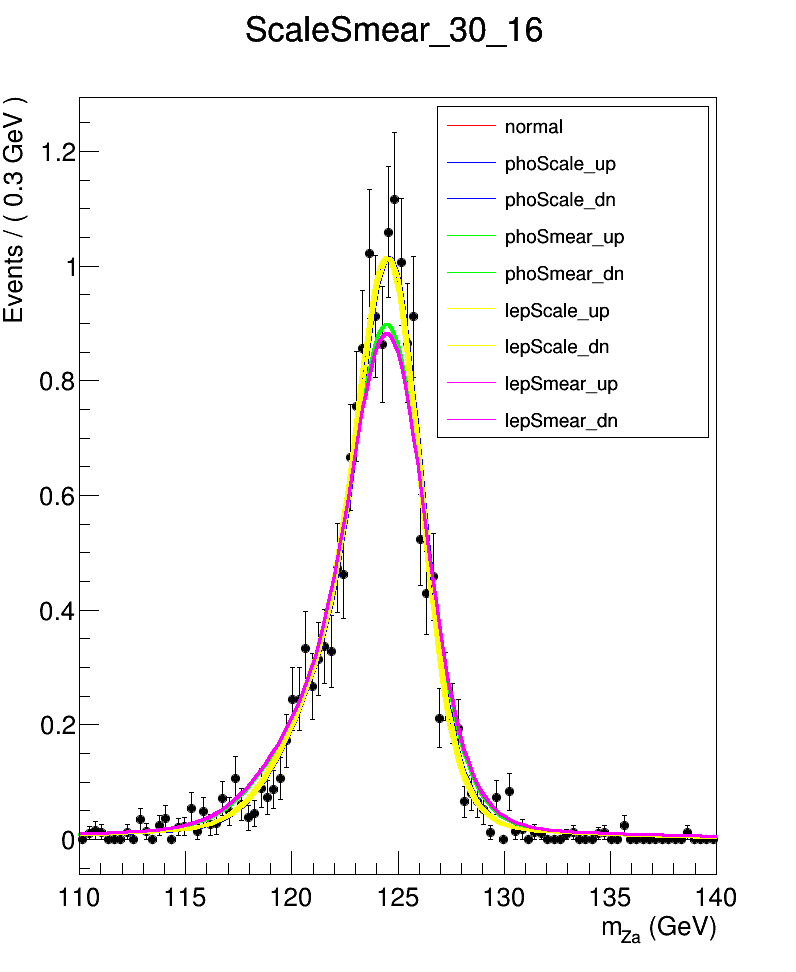 ScaleSmear_30_16
Events / ( 0.3 GeV )
1.2
1
0.8
0.6
0.4
0.2
0
normal
phoScale_up
phoScale_dn
phoSmear_up
phoSmear_dn
lepScale_up
lepScale_dn
lepSmear_up
lepSmear_dn
110 115 120 125 130 135 140
m_Za (GeV)